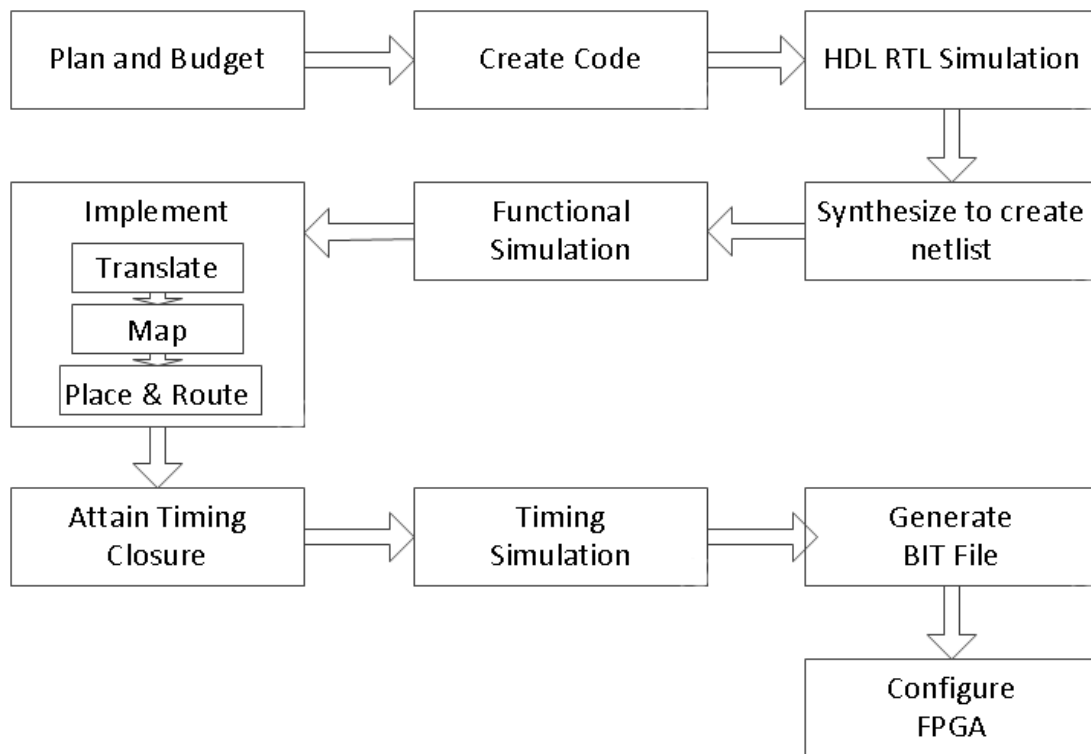 Plan and Budget
Create Code
HDL RTL Simulation
Synthesize to create
netlist
Functional
Simulation
Implement
Translate
Map
Place & Route
Attain Timing
Closure
Timing
Simulation
Generate
BIT File
Configure
FPGA